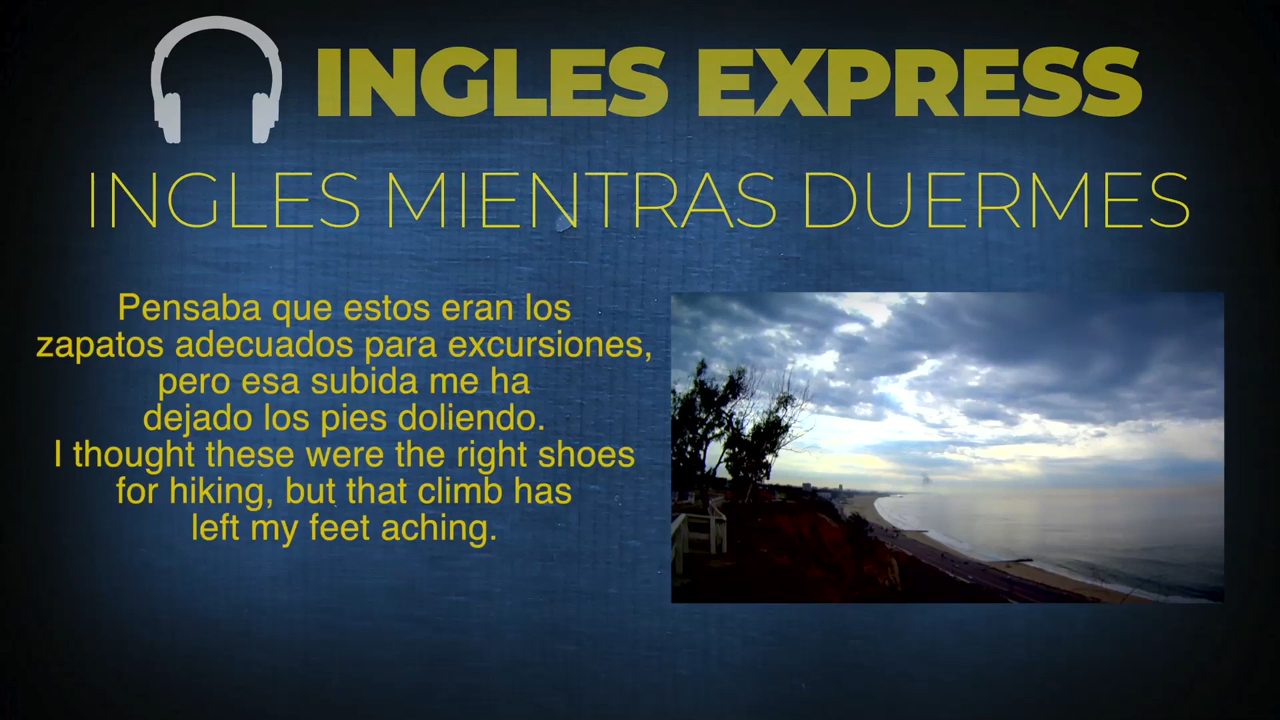 INGLES EXPRESS
INGLES MIENTRAS DUERMES
Pensaba que estos eran los
zapatos adecuados para excursiones,
pero esa subida me ha
dejado los pies doliendo.
I thought these were the right shoes
for hiking, but that climb has
left my feet aching.